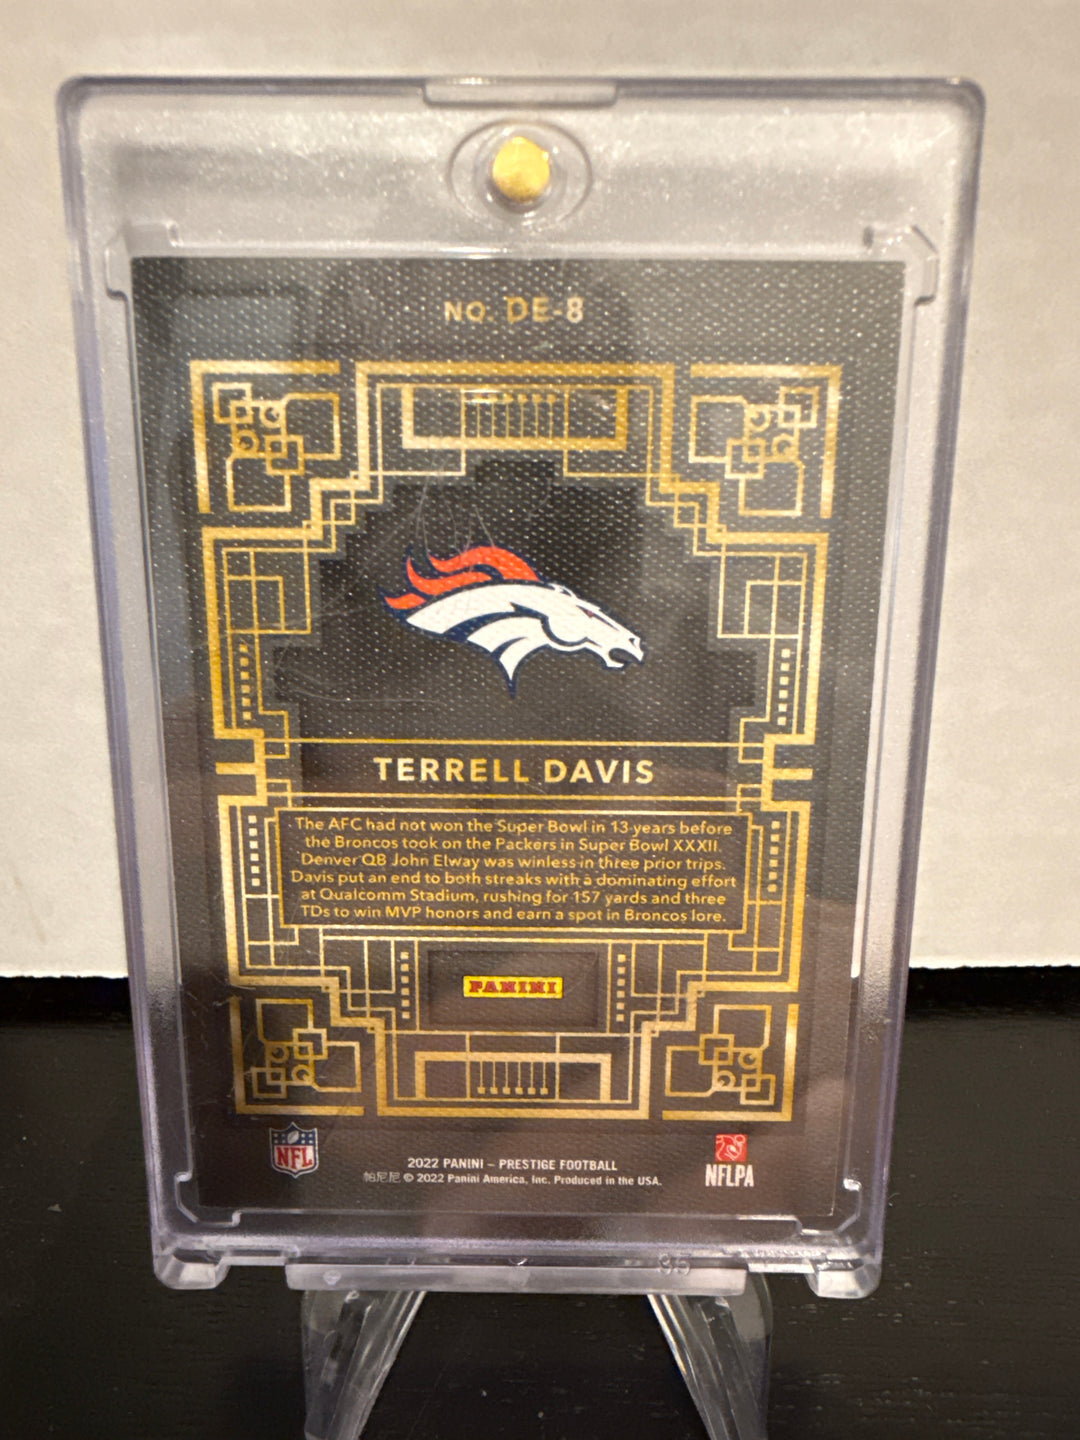 NO. DE-8
TERRELL DAVIS
The AFC had not won the Super Bowl in 13 years before
the Broncos took on the Packers in Super Bowl XXXII.
Denver QB John Elway was winless in three prior trips.
Davis put an end to both streaks with a dominating effort
at Qualcomm Stadium, rushing for 157 yards and three
TDs to win MVP honors and earn a spot in Broncos lore.
PANINI
NFL
2022 PANINI – PRESTIGE FOOTBALL
帕尼尼 © 2022 Panini America, Inc. Produced in the USA.
NFLPA